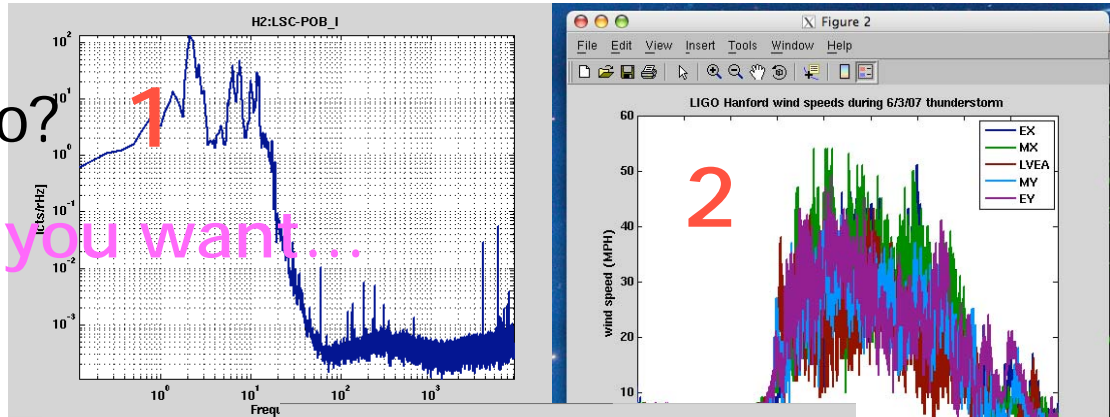 H2:LSC-POB_I
10²
10¹
10⁰
10⁻¹
10⁻²
10⁻³
[cts/rHz]
10⁰ 10¹ 10² 10³
Frequ
o?
1
you want...
Figure 2
File Edit View Insert Tools Window Help
LIGO Hanford wind speeds during 6/3/07 thunderstorm
60
50
40
30
20
10
wind speed (MPH)
EX
MX
LVEA
MY
EY
2